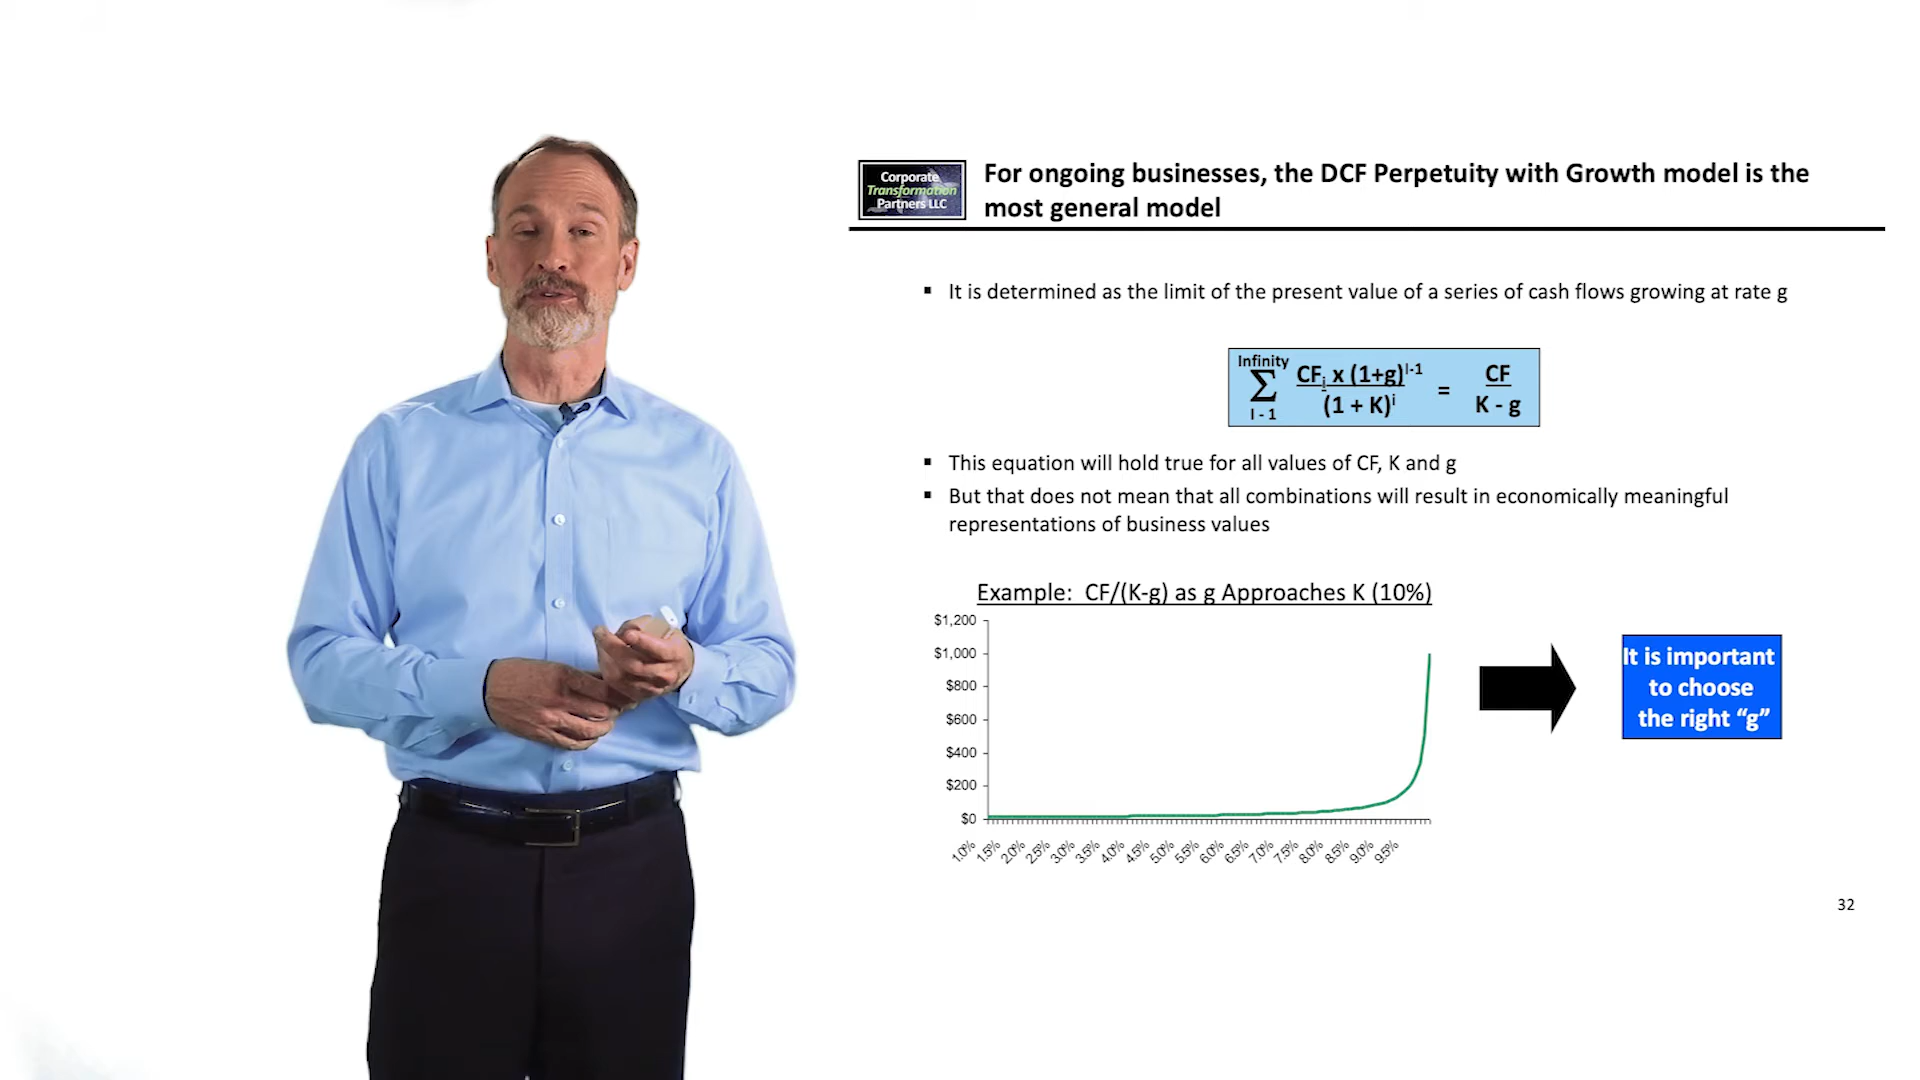 Corporate
Transformation
Partners LLC
For ongoing businesses, the DCF Perpetuity with Growth model is the
most general model
▪ It is determined as the limit of the present value of a series of cash flows growing at rate g
Infinity
Σ
I - 1
CFi x (1+g)^I-1
(1 + K)^i
=
CF
K - g
▪ This equation will hold true for all values of CF, K and g
▪ But that does not mean that all combinations will result in economically meaningful
representations of business values
Example: CF/(K-g) as g Approaches K (10%)
$1,200
$1,000
$800
$600
$400
$200
$0
1.0% 1.5% 2.0% 2.5% 3.0% 3.5% 4.0% 4.5% 5.0% 5.5% 6.0% 6.5% 7.0% 7.5% 8.0% 8.5% 9.0% 9.5%
It is important
to choose
the right “g”
32